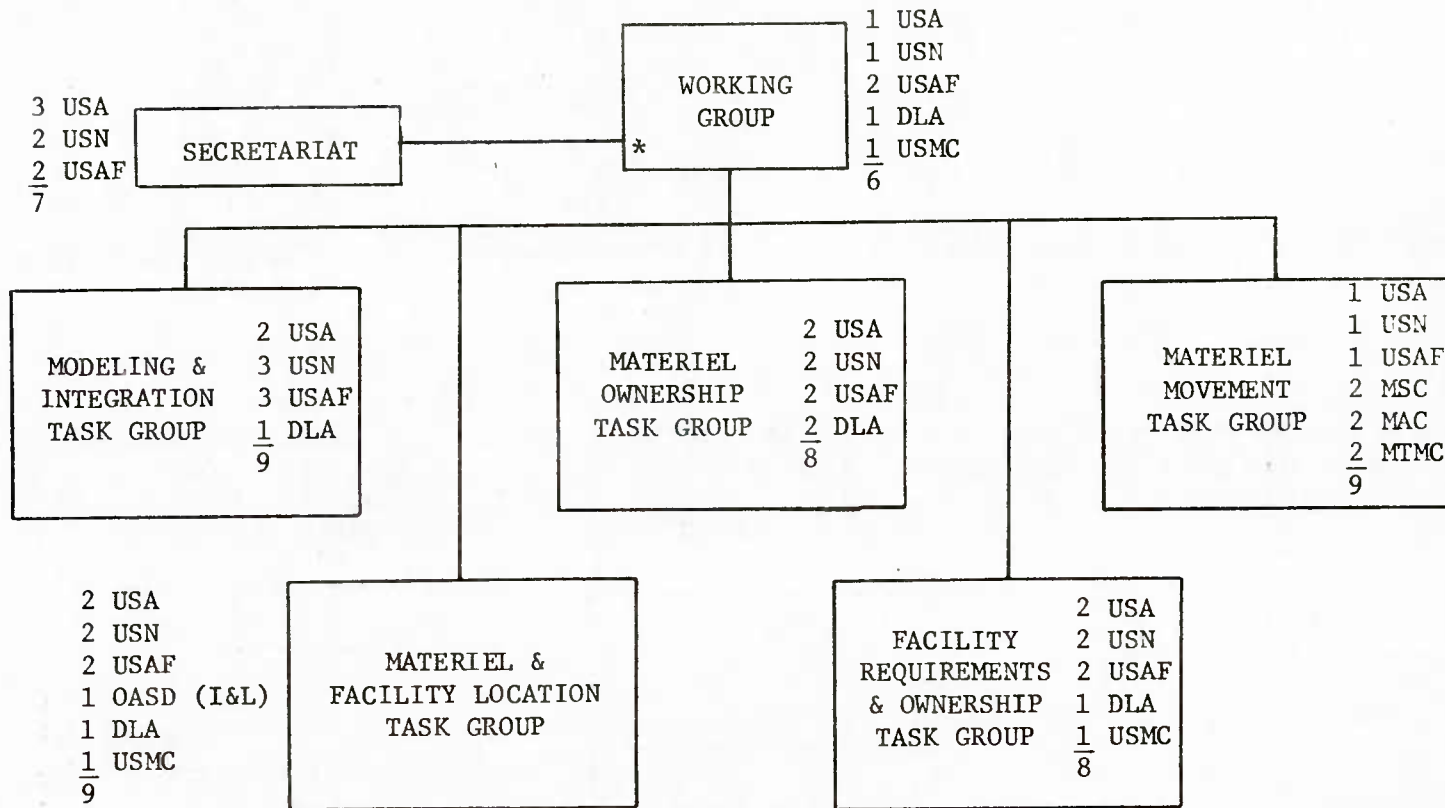 1 USA
1 USN
2 USAF
1 DLA
1 USMC
6
WORKING
GROUP
*
3 USA
2 USN
2 USAF
7
SECRETARIAT
MODELING &
INTEGRATION
TASK GROUP
2 USA
3 USN
3 USAF
1 DLA
9
MATERIEL
OWNERSHIP
TASK GROUP
2 USA
2 USN
2 USAF
2 DLA
8
MATERIEL
MOVEMENT
TASK GROUP
1 USA
1 USN
1 USAF
2 MSC
2 MAC
2 MTMC
9
2 USA
2 USN
2 USAF
1 OASD (I&L)
1 DLA
1 USMC
9
MATERIEL &
FACILITY LOCATION
TASK GROUP
FACILITY
REQUIREMENTS
& OWNERSHIP
TASK GROUP
2 USA
2 USN
2 USAF
1 DLA
1 USMC
8